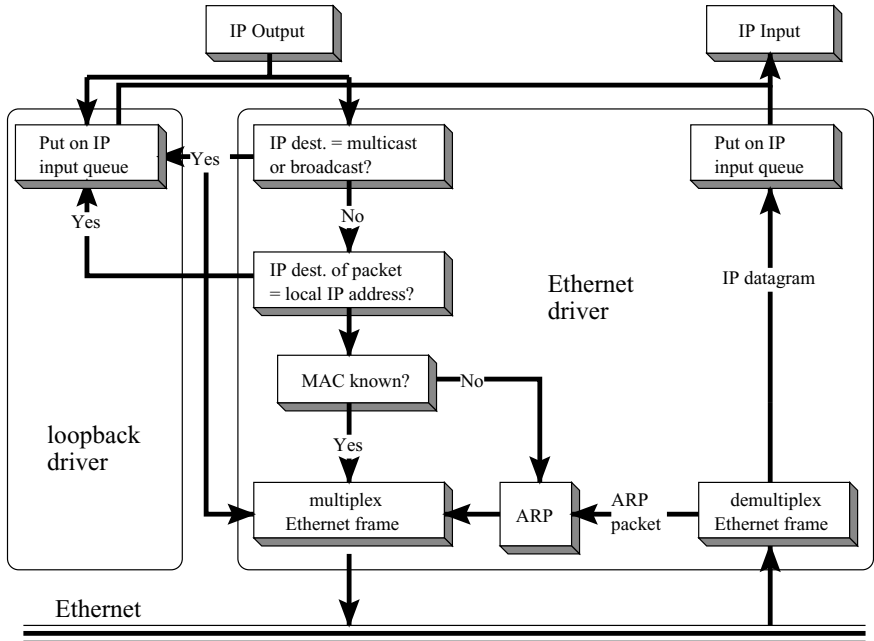 IP Output
IP Input
Put on IP
input queue
Yes
IP dest. = multicast
or broadcast?
Put on IP
input queue
Yes
No
IP dest. of packet
= local IP address?
Ethernet
driver
IP datagram
MAC known?
No
loopback
driver
Yes
multiplex
Ethernet frame
ARP
ARP
packet
demultiplex
Ethernet frame
Ethernet